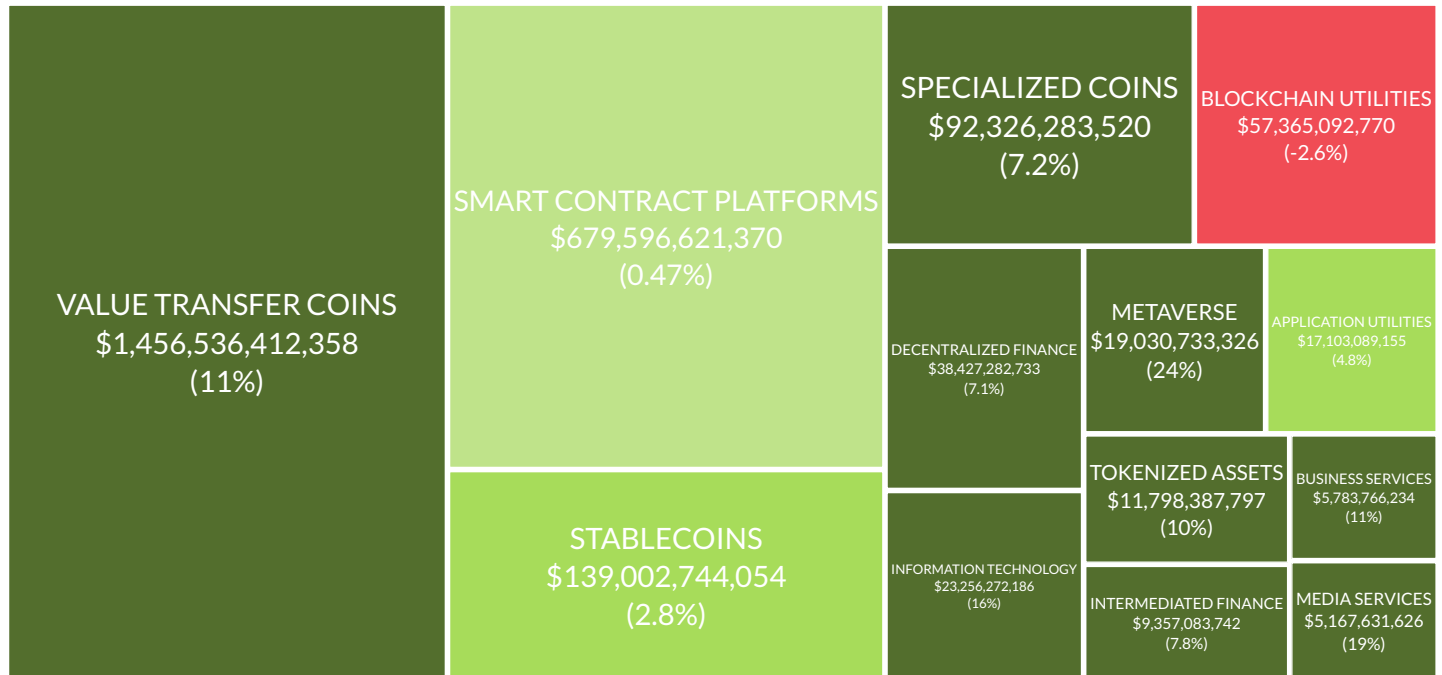 VALUE TRANSFER COINS
$1,456,536,412,358
(11%)
SMART CONTRACT PLATFORMS
$679,596,621,370
(0.47%)
STABLECOINS
$139,002,744,054
(2.8%)
SPECIALIZED COINS
$92,326,283,520
(7.2%)
BLOCKCHAIN UTILITIES
$57,365,092,770
(-2.6%)
DECENTRALIZED FINANCE
$38,427,282,733
(7.1%)
INFORMATION TECHNOLOGY
$23,256,272,186
(16%)
METAVERSE
$19,030,733,326
(24%)
APPLICATION UTILITIES
$17,103,089,155
(4.8%)
TOKENIZED ASSETS
$11,798,387,797
(10%)
INTERMEDIATED FINANCE
$9,357,083,742
(7.8%)
BUSINESS SERVICES
$5,783,766,234
(11%)
MEDIA SERVICES
$5,167,631,626
(19%)